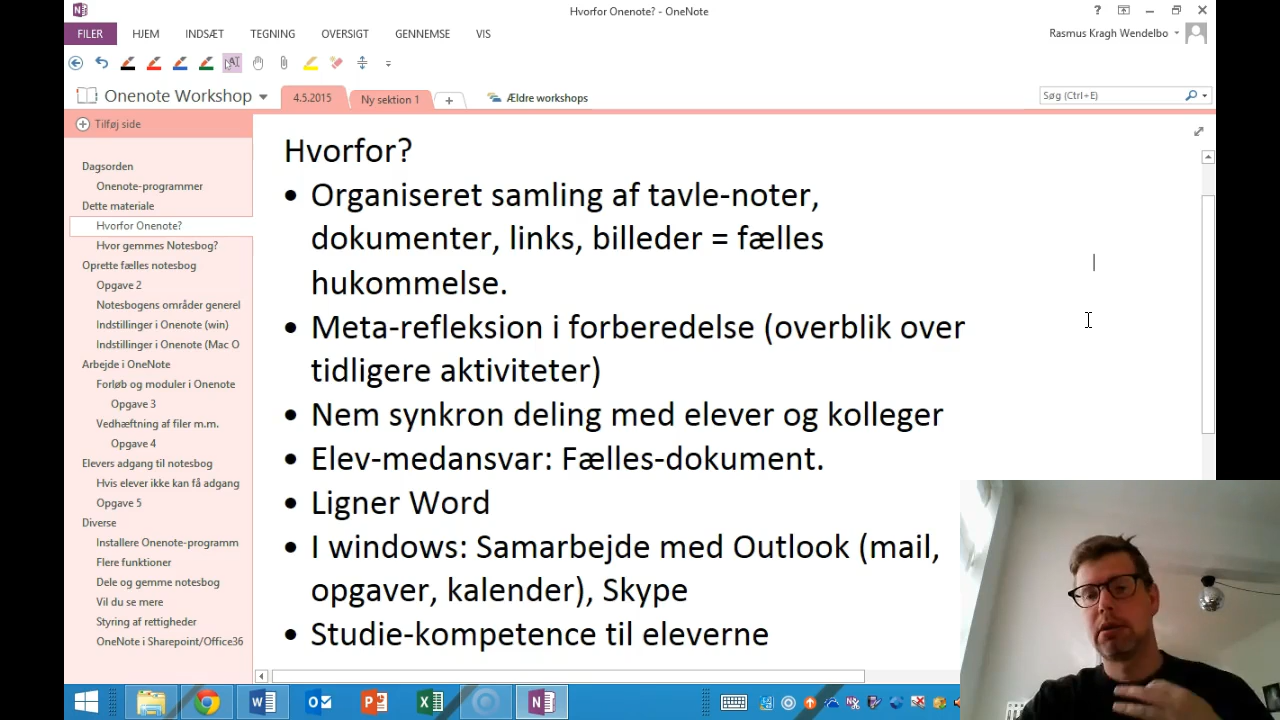 Hvorfor Onenote? - OneNote
FILER HJEM INDSÆT TEGNING OVERSIGT GENNEMSE VIS
Rasmus Kragh Wendelbo
Onenote Workshop 4.5.2015 Ny sektion 1 Ældre workshops
Søg (Ctrl+E)
Tilføj side
Dagsorden
Onenote-programmer
Dette materiale
Hvorfor Onenote?
Hvor gemmes Notesbog?
Oprette fælles notesbog
Opgave 2
Notesbogens områder generel
Indstillinger i Onenote (win)
Indstillinger i Onenote (Mac O
Arbejde i OneNote
Forløb og moduler i Onenote
Opgave 3
Vedhæftning af filer m.m.
Opgave 4
Elevers adgang til notesbog
Hvis elever ikke kan få adgang
Opgave 5
Diverse
Installere Onenote-programm
Flere funktioner
Dele og gemme notesbog
Vil du se mere
Styring af rettigheder
OneNote i Sharepoint/Office36
Hvorfor?
• Organiseret samling af tavle-noter,
dokumenter, links, billeder = fælles
hukommelse.
• Meta-refleksion i forberedelse (overblik over
tidligere aktiviteter)
• Nem synkron deling med elever og kolleger
• Elev-medansvar: Fælles-dokument.
• Ligner Word
• I windows: Samarbejde med Outlook (mail,
opgaver, kalender), Skype
• Studie-kompetence til eleverne